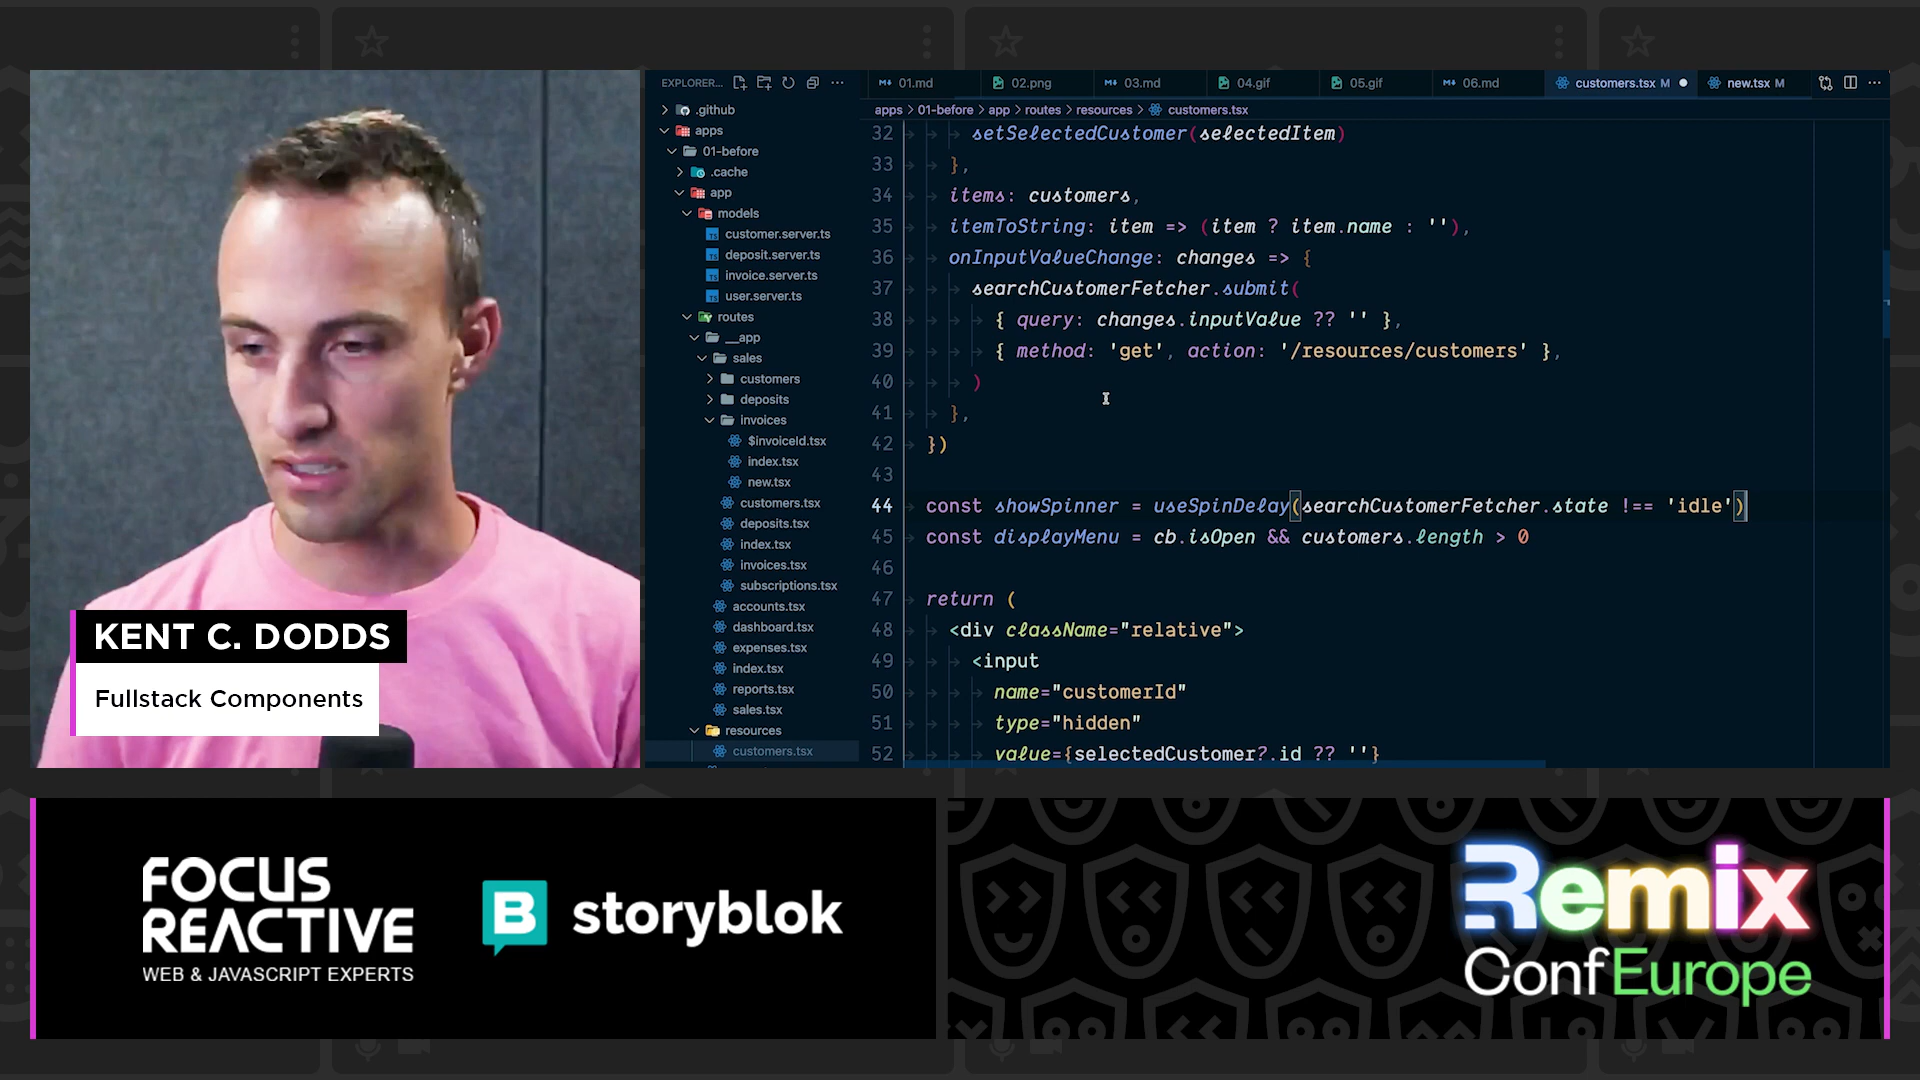 KENT C. DODDS
Fullstack Components
EXPLORER...
.github
apps
01-before
.cache
app
models
customer.server.ts
deposit.server.ts
invoice.server.ts
user.server.ts
routes
__app
sales
customers
deposits
invoices
$invoiceId.tsx
index.tsx
new.tsx
customers.tsx
deposits.tsx
index.tsx
invoices.tsx
subscriptions.tsx
accounts.tsx
dashboard.tsx
expenses.tsx
index.tsx
reports.tsx
sales.tsx
resources
customers.tsx
01.md 02.png 03.md 04.gif 05.gif 06.md customers.tsx M new.tsx M
apps > 01-before > app > routes > resources > customers.tsx
32 setSelectedCustomer(selectedItem)
33 },
34 items: customers,
35 itemToString: item => (item ? item.name : ''),
36 onInputValueChange: changes => {
37 searchCustomerFetcher.submit(
38 { query: changes.inputValue ?? '' },
39 { method: 'get', action: '/resources/customers' },
40 )
41 },
42 })
43
44 const showSpinner = useSpinDelay(searchCustomerFetcher.state !== 'idle')
45 const displayMenu = cb.isOpen && customers.length > 0
46
47 return (
48 <div className="relative">
49 <input
50 name="customerId"
51 type="hidden"
52 value={selectedCustomer?.id ?? ''}
FOCUS
REACTIVE
WEB & JAVASCRIPT EXPERTS
B storyblok
Remix
Conf Europe